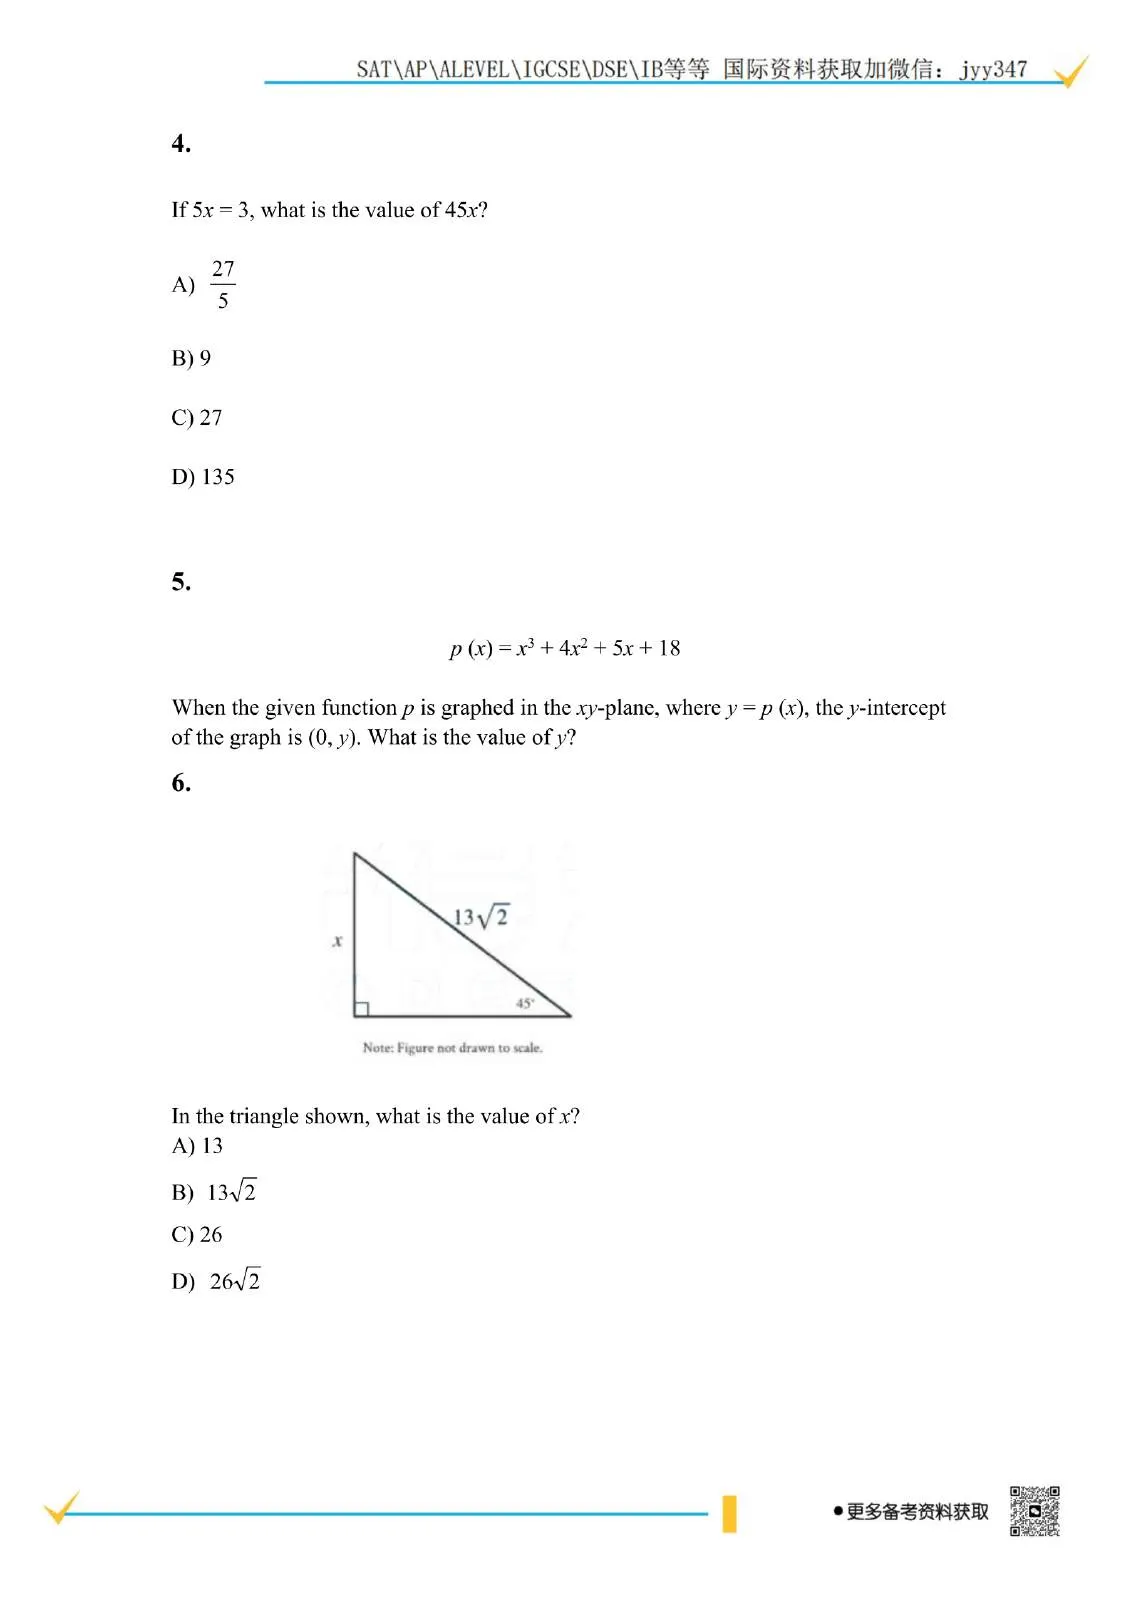 SAT\AP\ALEVEL\IGCSE\DSE\IB等等 国际资料获取加微信：jyy347
4.
If 5x = 3, what is the value of 45x?
A) 27/5
B) 9
C) 27
D) 135
5.
p (x) = x³ + 4x² + 5x + 18
When the given function p is graphed in the xy-plane, where y = p (x), the y-intercept
of the graph is (0, y). What is the value of y?
6.
13√2
x
45°
Note: Figure not drawn to scale.
In the triangle shown, what is the value of x?
A) 13
B) 13√2
C) 26
D) 26√2
●更多备考资料获取